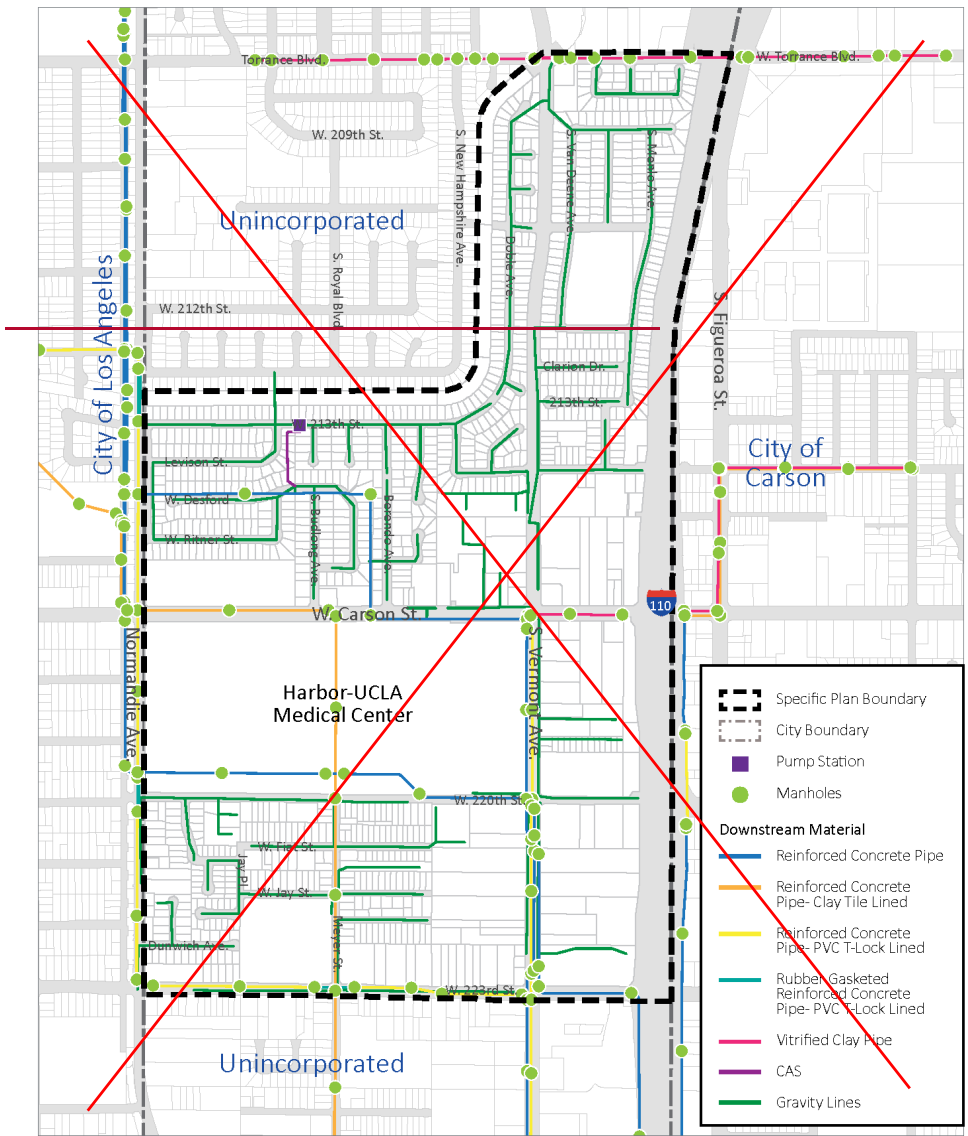 Torrance Blvd.
W. Torrance Blvd.
W. 209th St.
S. New Hampshire Ave.
S. Van Deene Ave.
S. Monlo Ave.
Unincorporated
S. Royal Blvd
Doble Ave.
City of Los Angeles
W. 212th St.
S. Figueroa St.
Clarion Dr.
213th St.
W. 213th St.
City of
Carson
Levison St.
W. Desford
S. Budlong Ave.
Berendo Ave.
W. Ritner St.
110
W. Carson St.
Normandie Ave.
S. Vermont Ave.
Harbor-UCLA
Medical Center
W. 220th St
W. Fiat St.
Jay Pl.
W. Jay St.
Meyer St.
Dunwich Ave.
W. 223rd St.
Unincorporated
Specific Plan Boundary
City Boundary
Pump Station
Manholes
Downstream Material
Reinforced Concrete Pipe
Reinforced Concrete
Pipe- Clay Tile Lined
Reinforced Concrete
Pipe- PVC T-Lock Lined
Rubber Gasketed
Reinforced Concrete
Pipe- PVC T-Lock Lined
Vitrified Clay Pipe
CAS
Gravity Lines